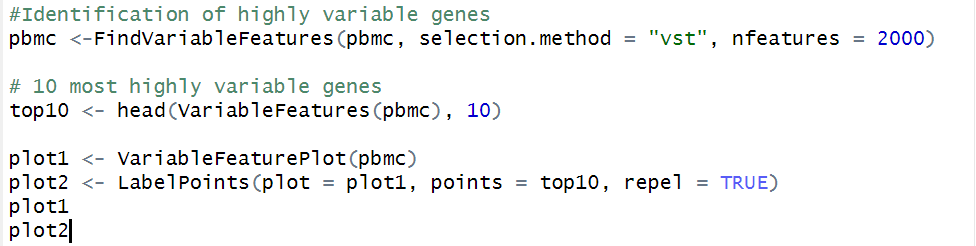 #Identification of highly variable genes
pbmc <-FindVariableFeatures(pbmc, selection.method = "vst", nfeatures = 2000)
# 10 most highly variable genes
top10 <- head(VariableFeatures(pbmc), 10)
plot1 <- VariableFeaturePlot(pbmc)
plot2 <- LabelPoints(plot = plot1, points = top10, repel = TRUE)
plot1
plot2